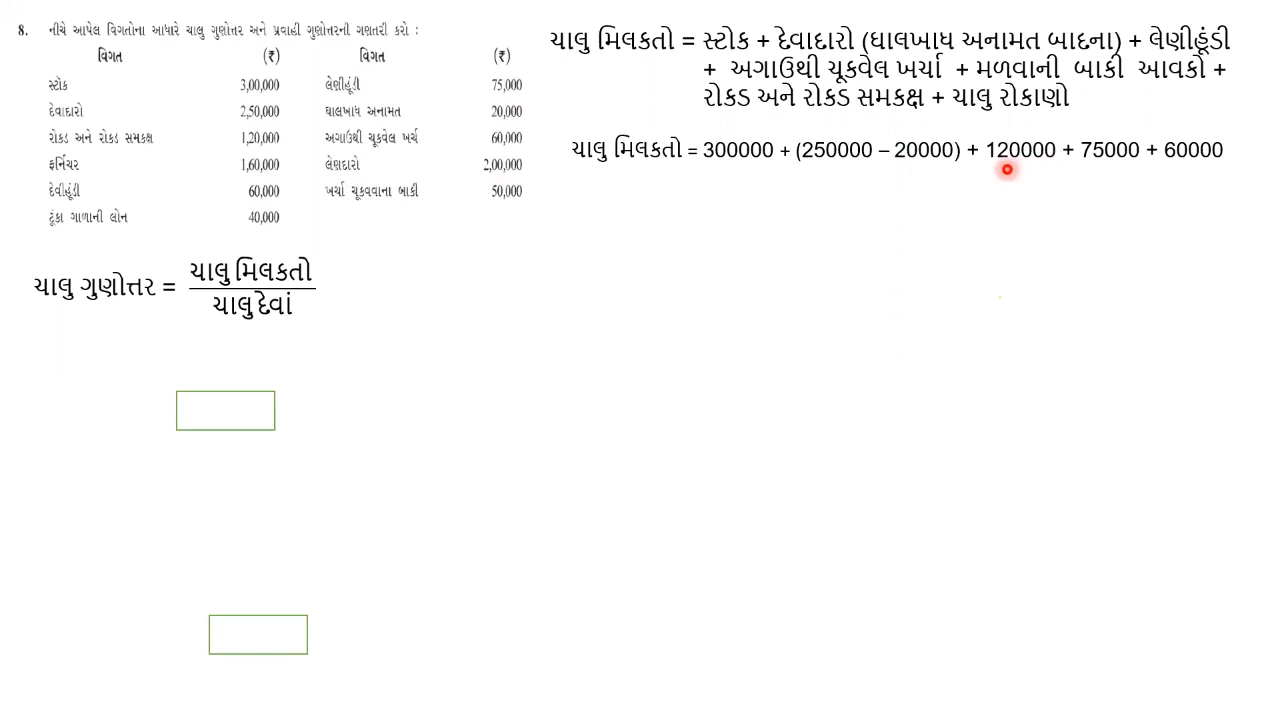 8. નીચે આપેલ વિગતોના આધારે ચાલુ ગુણોત્તર અને પ્રવાહી ગુણોત્તરની ગણતરી કરો :
વિગત (₹) વિગત (₹)
સ્ટૉક 3,00,000 લેણીહૂંડી 75,000
દેવાદારો 2,50,000 ઘાલખાધ અનામત 20,000
રોકડ અને રોકડ સમકક્ષ 1,20,000 અગાઉથી ચૂકવેલ ખર્ચ 60,000
ફર્નિચર 1,60,000 લેણદારો 2,00,000
દેવીહૂંડી 60,000 ખર્ચા ચૂકવવાના બાકી 50,000
ટૂંકા ગાળાની લોન 40,000
ચાલુ મિલકતો = સ્ટોક + દેવાદારો (ઘાલખાધ અનામત બાદના) + લેણીહૂંડી
+ અગાઉથી ચૂકવેલ ખર્ચા + મળવાની બાકી આવકો +
રોકડ અને રોકડ સમકક્ષ + ચાલુ રોકાણો
ચાલુ મિલકતો = 300000 + (250000 – 20000) + 120000 + 75000 + 60000
ચાલુ ગુણોત્તર = ચાલુ મિલકતો
ચાલુ દેવાં